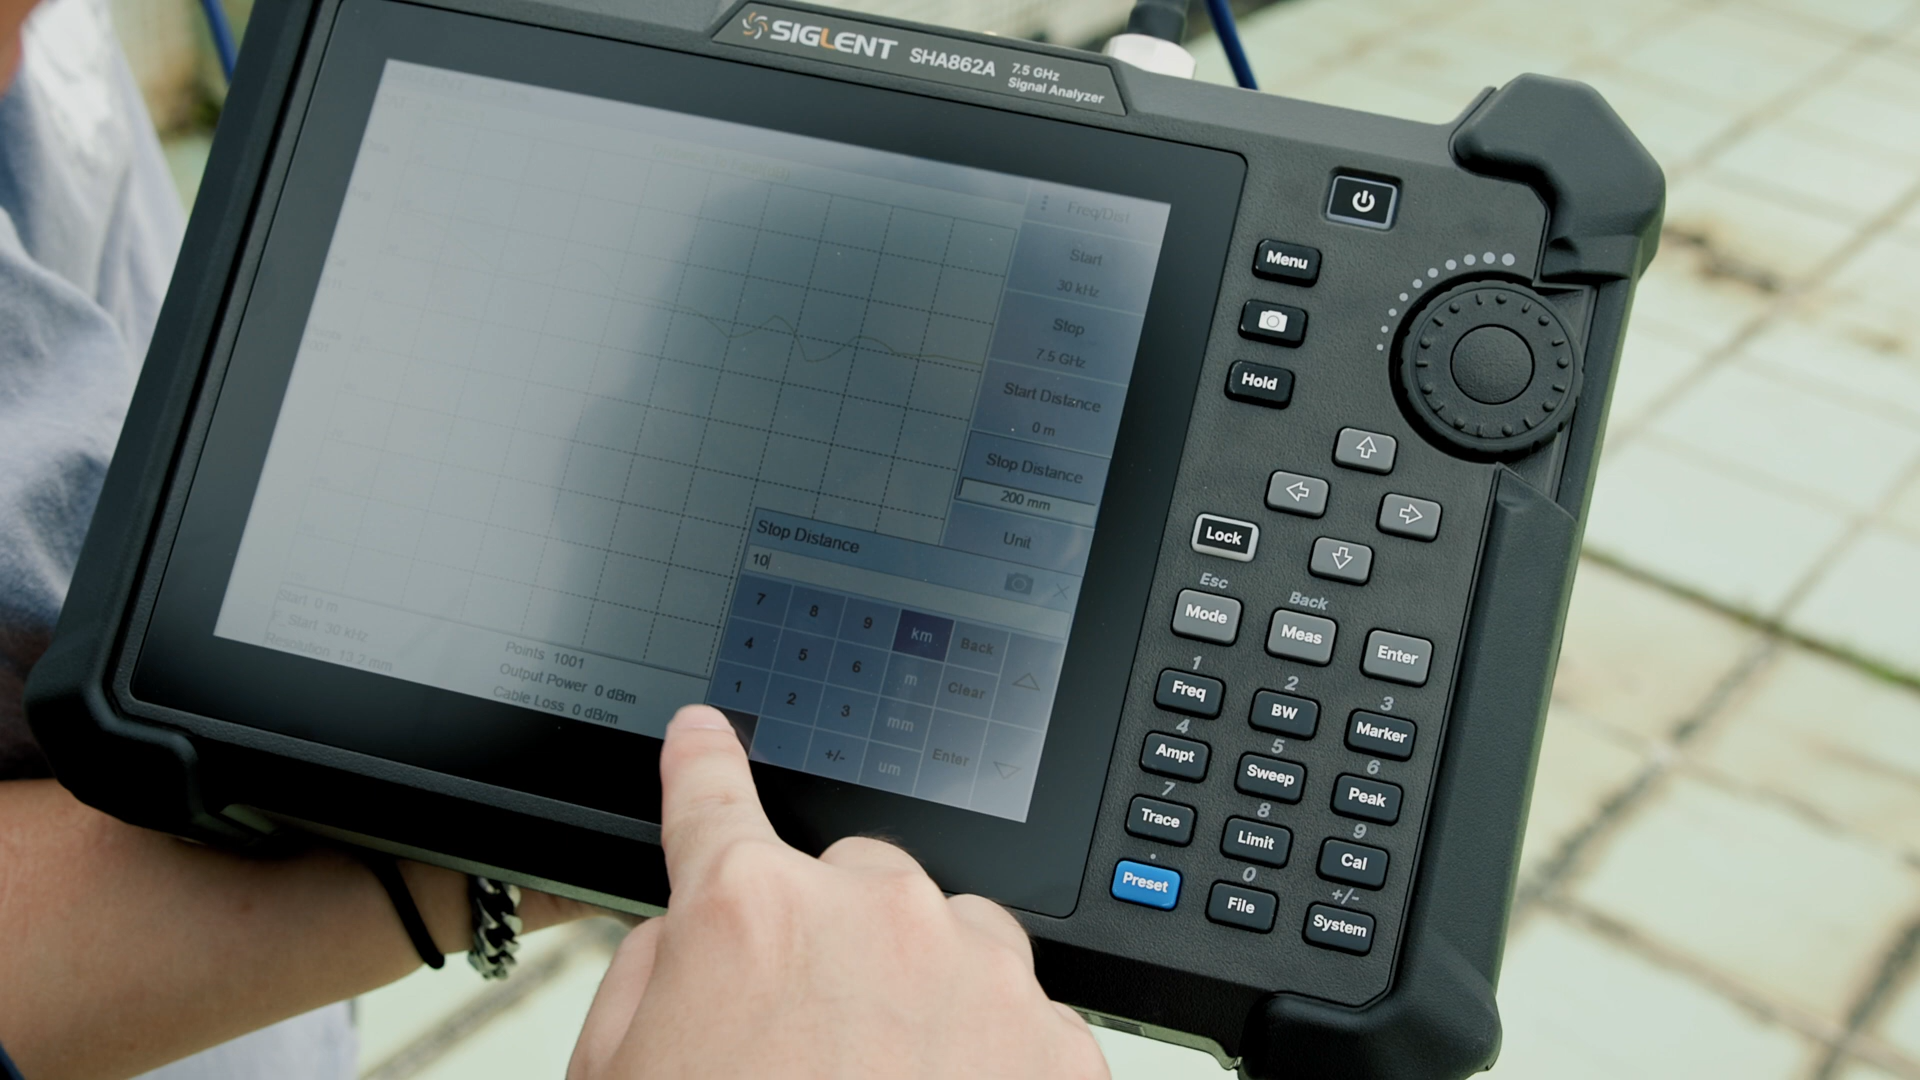 SIGLENT SHA862A 7.5 GHz
Signal Analyzer
Freq/Dist
Start
30 kHz
Stop
7.5 GHz
Start Distance
0 m
Stop Distance
200 mm
Unit
Stop Distance
10
7 8 9 km Back
4 5 6 m Clear
1 2 3 mm
. +/- um Enter
Start 0 m
Start 30 kHz
Resolution 13.2 mm
Points 1001
Output Power 0 dBm
Cable Loss 0 dB/m
Menu
Hold
Lock
Esc
Back
Mode
Meas
Enter
1 2 3
Freq BW Marker
4 5 6
Ampt Sweep Peak
7 8 9
Trace Limit Cal
. 0 +/-
Preset File System